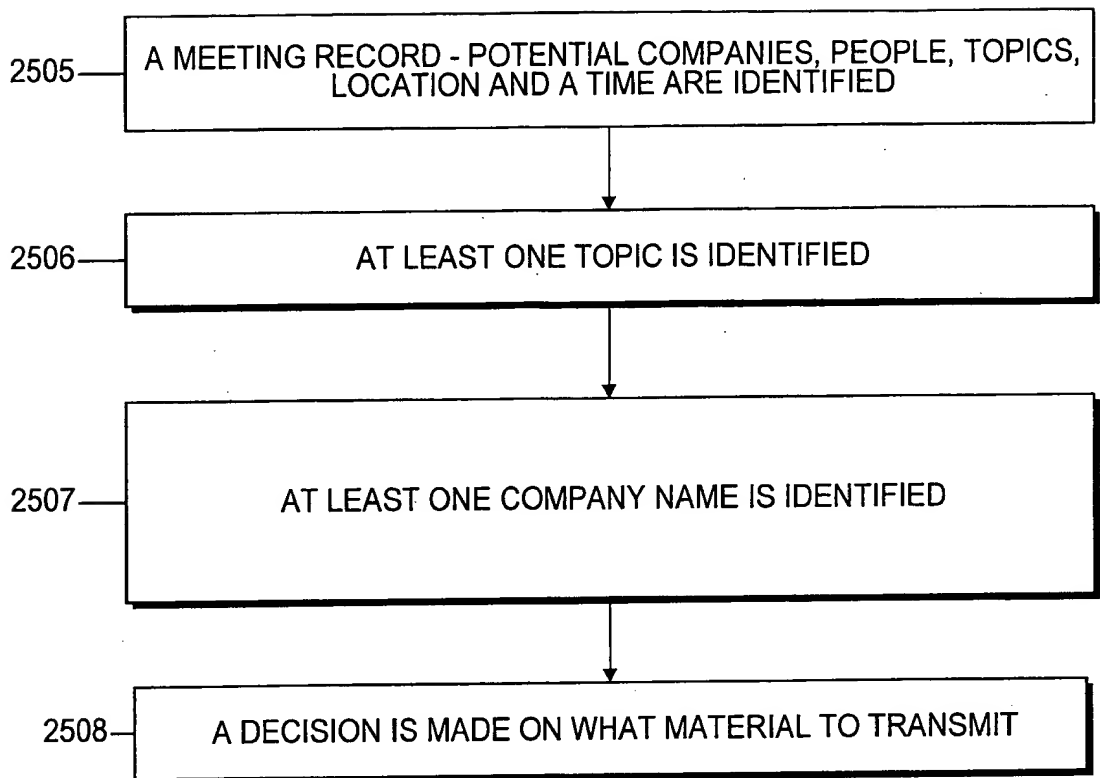 2505
A MEETING RECORD - POTENTIAL COMPANIES, PEOPLE, TOPICS,
LOCATION AND A TIME ARE IDENTIFIED
2506
AT LEAST ONE TOPIC IS IDENTIFIED
2507
AT LEAST ONE COMPANY NAME IS IDENTIFIED
2508
A DECISION IS MADE ON WHAT MATERIAL TO TRANSMIT